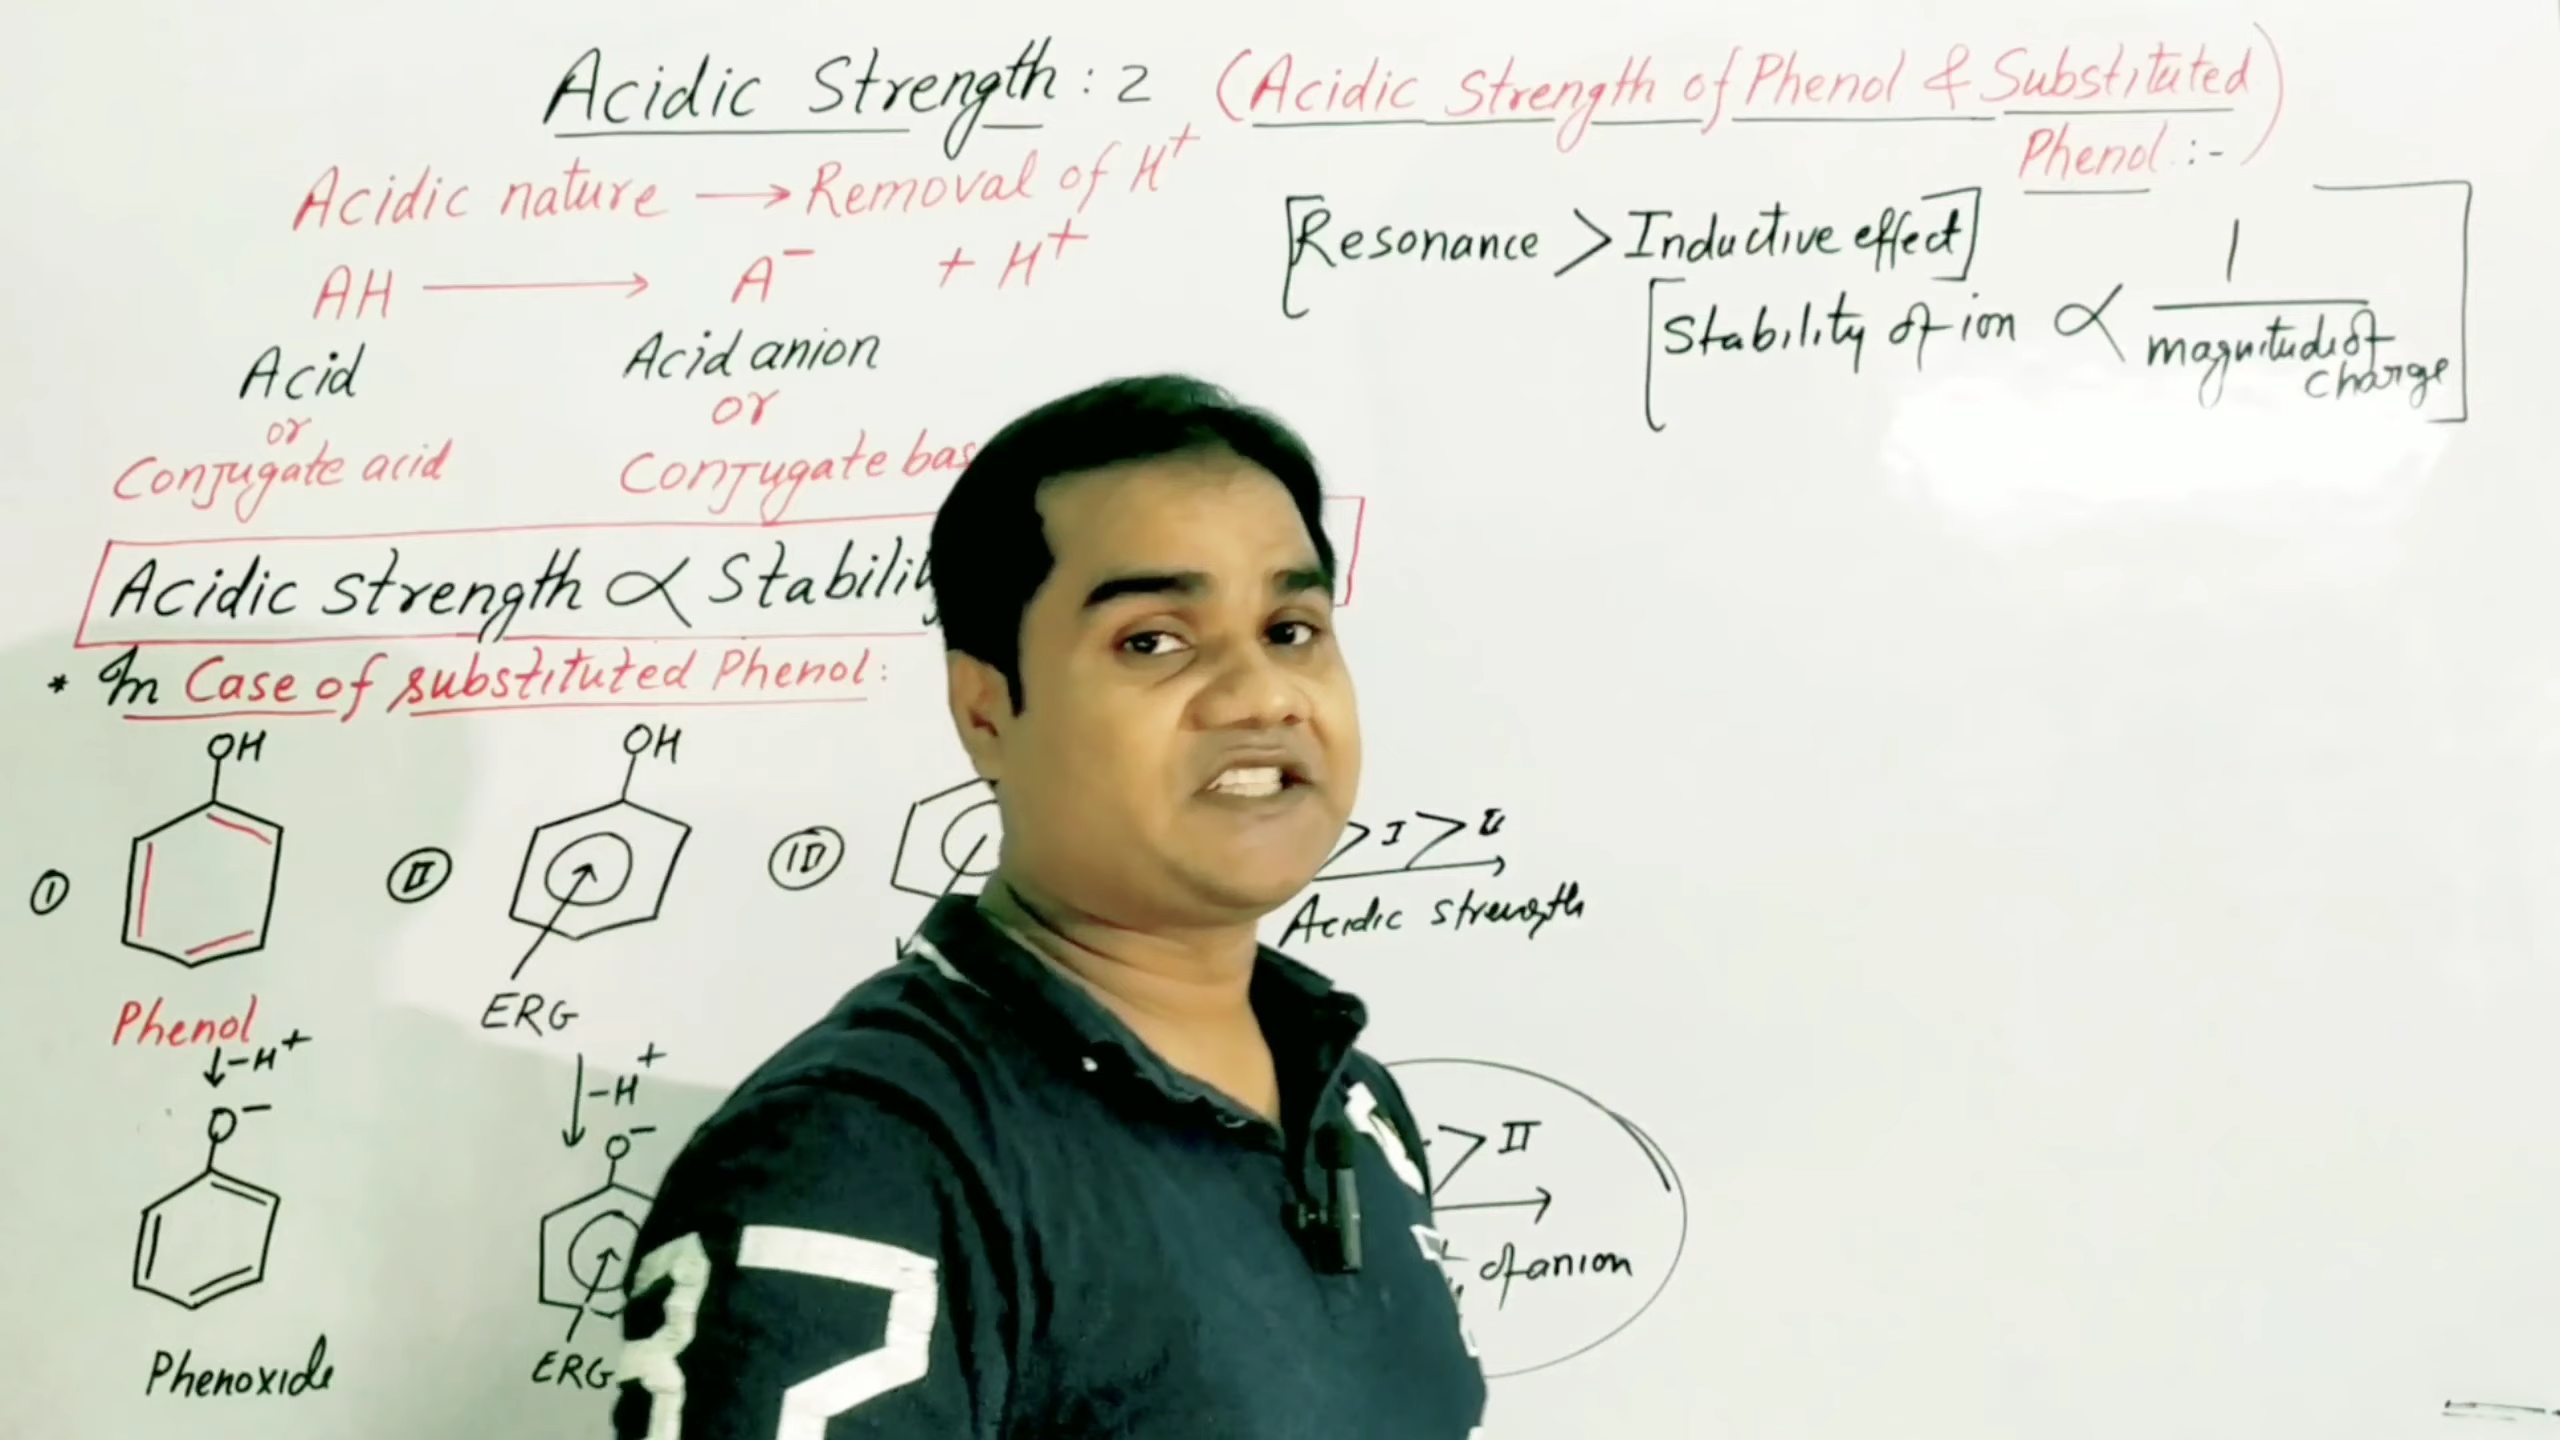 Acidic Strength : 2 (Acidic Strength of Phenol & Substituted
Phenol :-)
Acidic nature → Removal of H+
AH → A− + H+
Acid Acid anion
or or
Conjugate acid Conjugate bas
[Resonance > Inductive effect]
[Stability of ion ∝ 1
magnitude of
charge]
Acidic strength ∝ Stability
* In Case of substituted Phenol:
OH OH
I II III
> I > II
Acidic strength
ERG
Phenol
↓-H+ ↓-H+
O− O−
> II
of anion
Phenoxide ERG
37